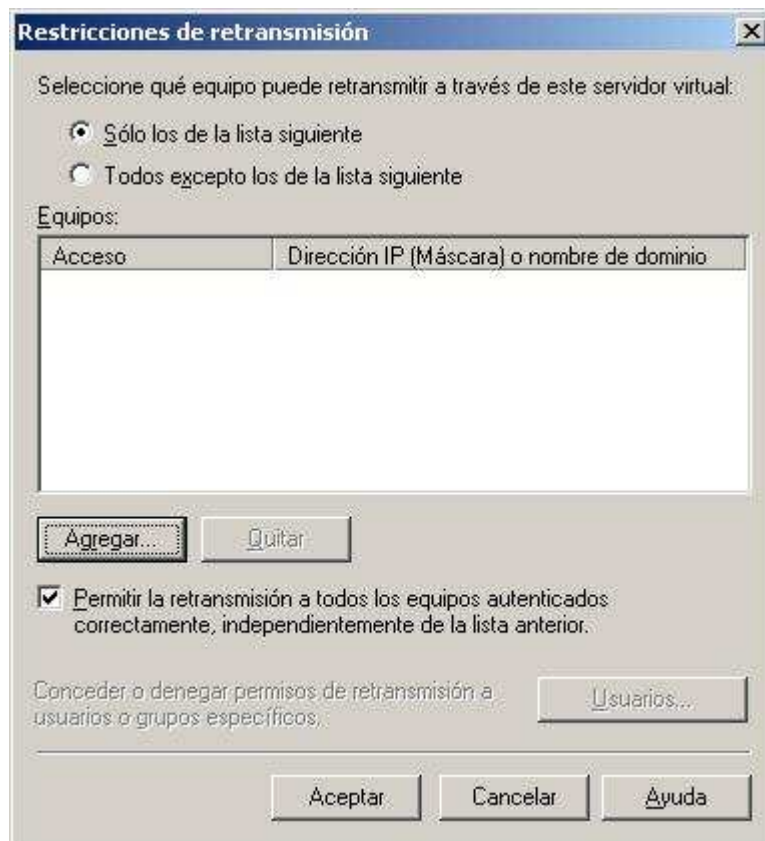 Restricciones de retransmisión
Seleccione qué equipo puede retransmitir a través de este servidor virtual:
Sólo los de la lista siguiente
Todos excepto los de la lista siguiente
Equipos:
Acceso Dirección IP (Máscara) o nombre de dominio
Agregar... Quitar
Permitir la retransmisión a todos los equipos autenticados
correctamente, independientemente de la lista anterior.
Conceder o denegar permisos de retransmisión a
usuarios o grupos específicos.
Usuarios...
Aceptar Cancelar Ayuda